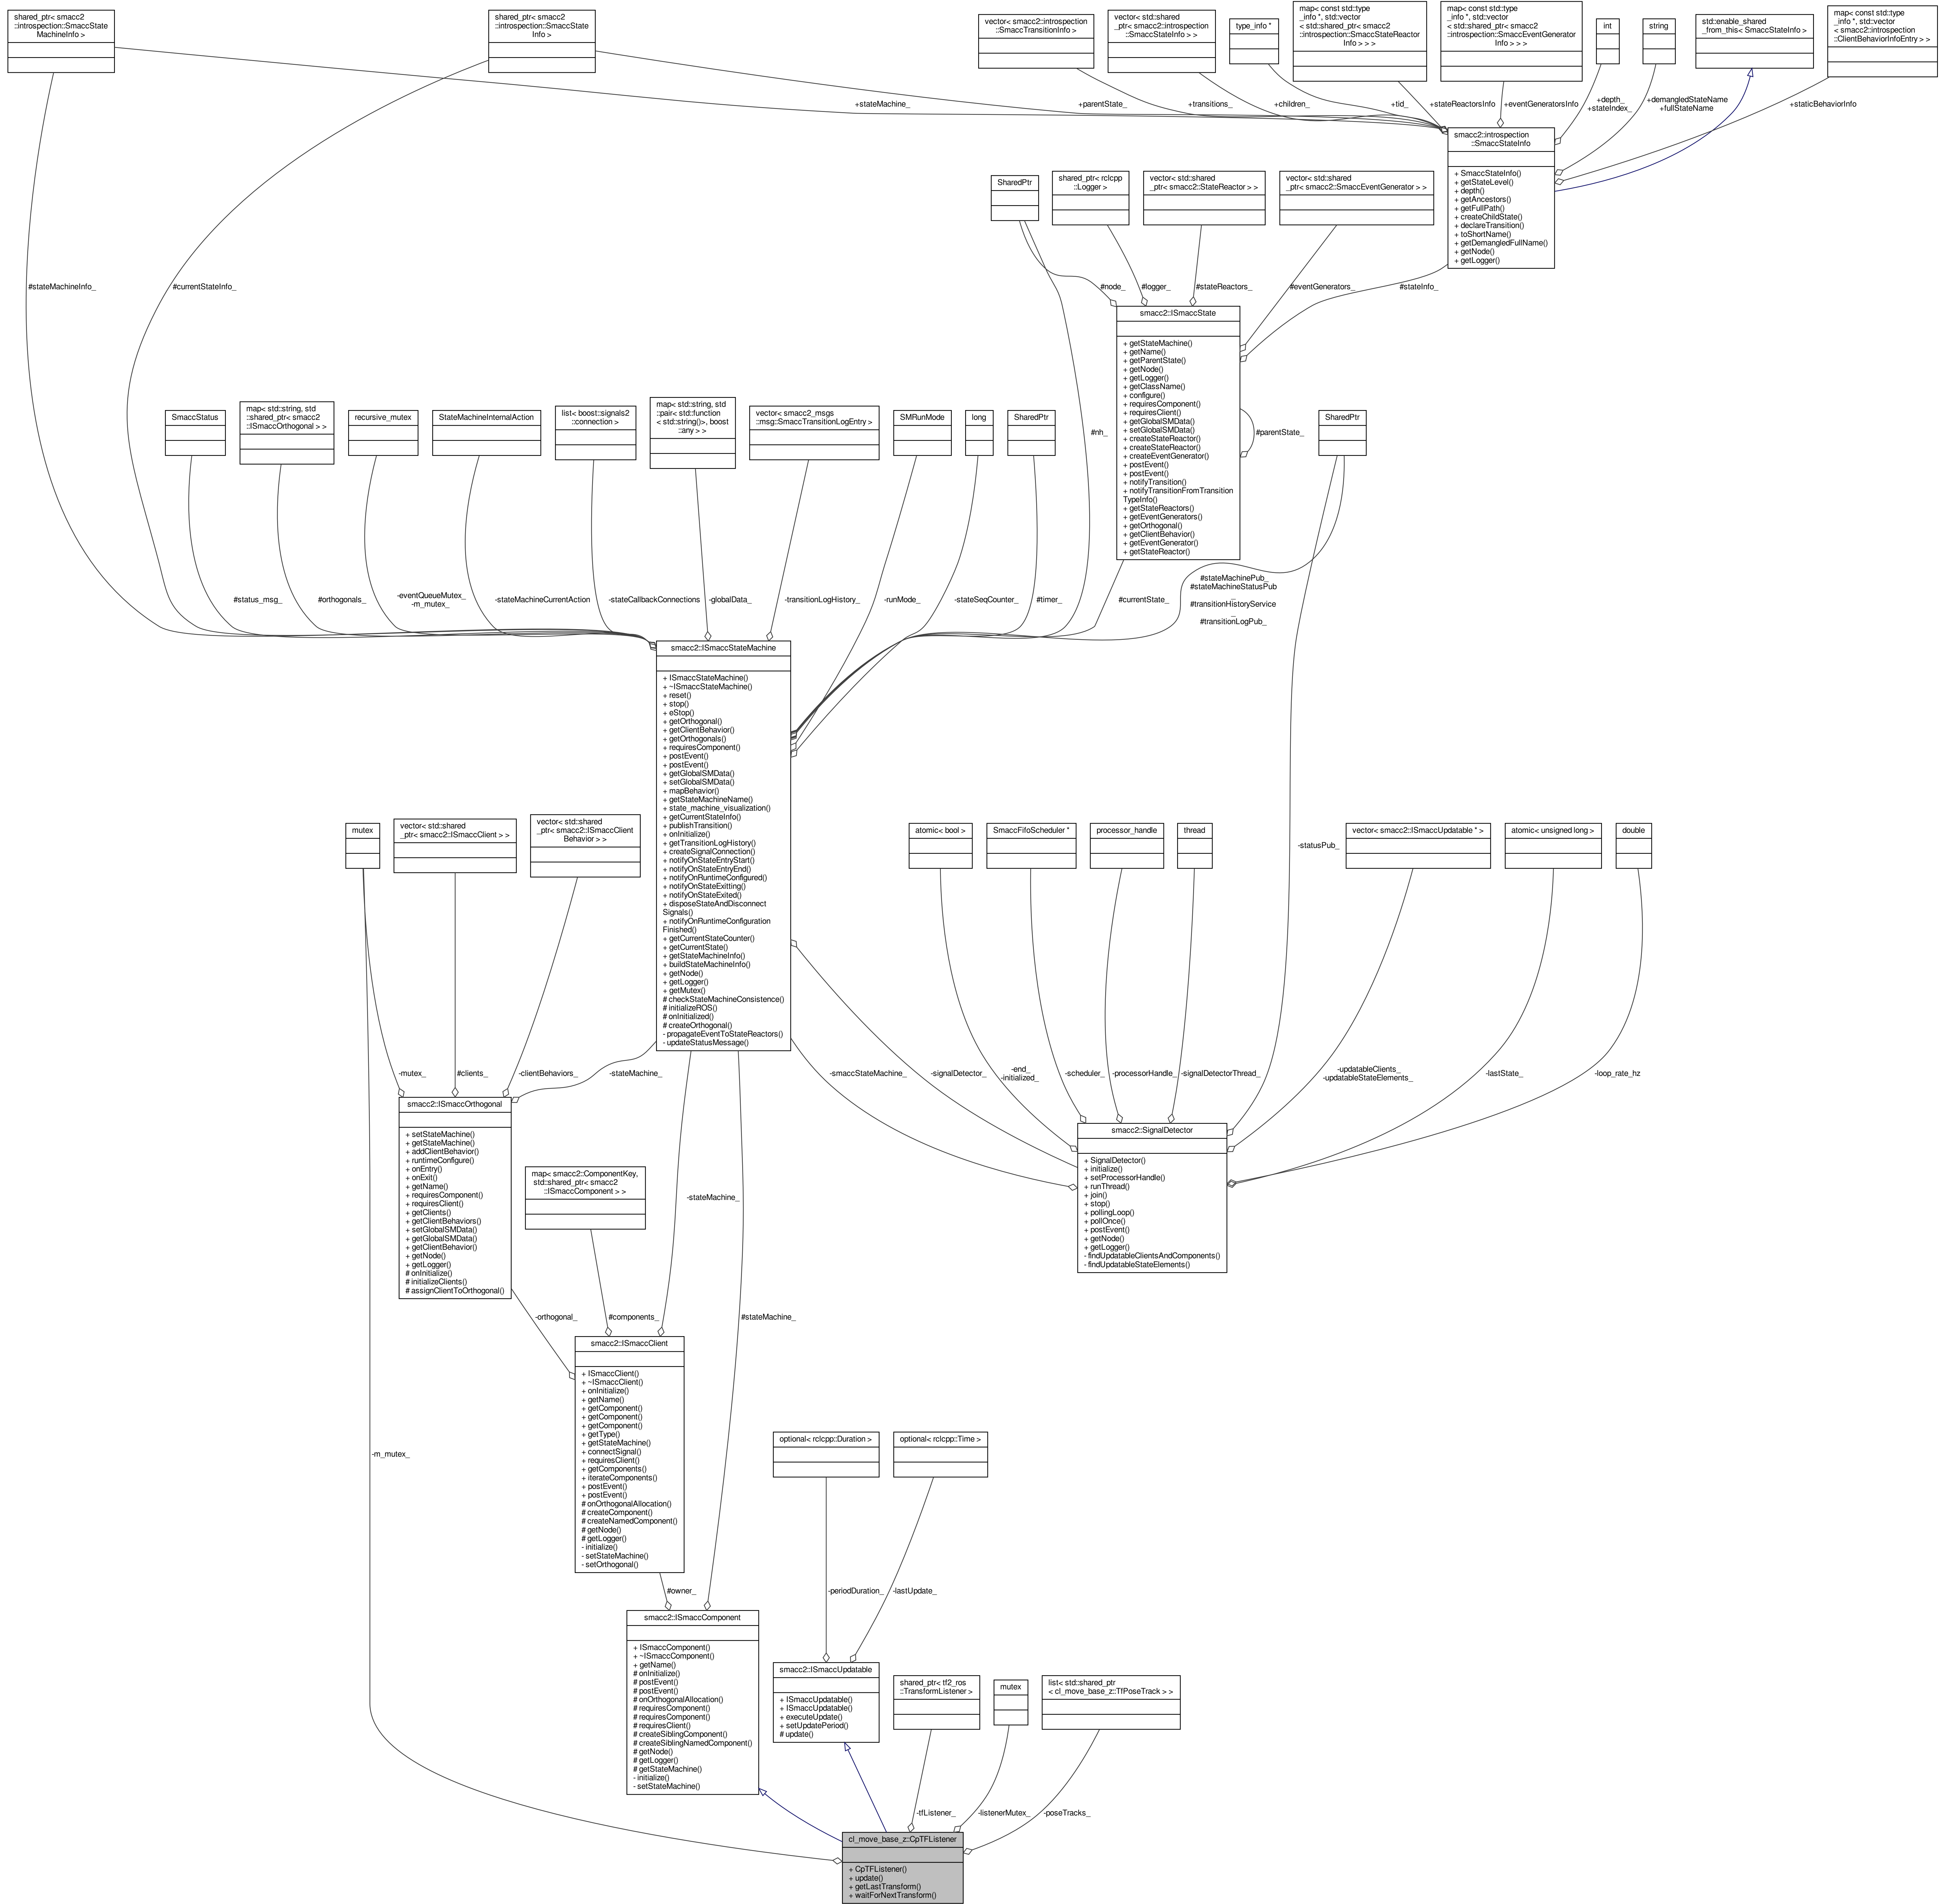 shared_ptr< smacc2
::introspection::SmaccState
MachineInfo >
shared_ptr< smacc2
::introspection::SmaccState
Info >
vector< smacc2::introspection
::SmaccTransitionInfo >
vector< std::shared
_ptr< smacc2::introspection
::SmaccStateInfo > >
type_info *
map< const std::type
_info *, std::vector
< std::shared_ptr< smacc2
::introspection::SmaccStateReactor
Info > > >
map< const std::type
_info *, std::vector
< std::shared_ptr< smacc2
::introspection::SmaccEventGenerator
Info > > >
int
string
std::enable_shared
_from_this< SmaccStateInfo >
map< const std::type
_info *, std::vector
< smacc2::introspection
::ClientBehaviorInfoEntry > >
+stateMachine_
+parentState_
+transitions_
+children_
+tid_
+stateReactorsInfo
+eventGeneratorsInfo
+depth_
+stateIndex_
+demangledStateName
+fullStateName
+staticBehaviorInfo
smacc2::introspection
::SmaccStateInfo
+ SmaccStateInfo()
+ getStateLevel()
+ depth()
+ getAncestors()
+ getFullPath()
+ createChildState()
+ declareTransition()
+ toShortName()
+ getDemangledFullName()
+ getNode()
+ getLogger()
SharedPtr
shared_ptr< rclcpp
::Logger >
vector< std::shared
_ptr< smacc2::StateReactor > >
vector< std::shared
_ptr< smacc2::SmaccEventGenerator > >
#stateMachineInfo_
#currentStateInfo_
#node_
#logger_
#stateReactors_
#eventGenerators_
#stateInfo_
smacc2::ISmaccState
+ getStateMachine()
+ getName()
+ getParentState()
+ getNode()
+ getLogger()
+ getClassName()
+ configure()
+ requiresComponent()
+ requiresClient()
+ getGlobalSMData()
+ setGlobalSMData()
+ createStateReactor()
+ createStateReactor()
+ createEventGenerator()
+ postEvent()
+ postEvent()
+ notifyTransition()
+ notifyTransitionFromTransition
TypeInfo()
+ getStateReactors()
+ getEventGenerators()
+ getOrthogonal()
+ getClientBehavior()
+ getEventGenerator()
+ getStateReactor()
#parentState_
#nh_
SmaccStatus
map< std::string, std
::shared_ptr< smacc2
::ISmaccOrthogonal > >
recursive_mutex
StateMachineInternalAction
list< boost::signals2
::connection >
map< std::string, std
::pair< std::function
< std::string()>, boost
::any > >
vector< smacc2_msgs
::msg::SmaccTransitionLogEntry >
SMRunMode
long
SharedPtr
SharedPtr
#status_msg_
#orthogonals_
-eventQueueMutex_
-m_mutex_
-stateMachineCurrentAction
-stateCallbackConnections
-globalData_
-transitionLogHistory_
-runMode_
-stateSeqCounter_
#timer_
#currentState_
#stateMachinePub_
#stateMachineStatusPub
_
#transitionHistoryService
_
#transitionLogPub_
smacc2::ISmaccStateMachine
+ ISmaccStateMachine()
+ ~ISmaccStateMachine()
+ reset()
+ stop()
+ eStop()
+ getOrthogonal()
+ getClientBehavior()
+ getOrthogonals()
+ requiresComponent()
+ postEvent()
+ postEvent()
+ getGlobalSMData()
+ setGlobalSMData()
+ mapBehavior()
+ getStateMachineName()
+ state_machine_visualization()
+ getCurrentStateInfo()
+ publishTransition()
+ onInitialize()
+ getTransitionLogHistory()
+ createSignalConnection()
+ notifyOnStateEntryStart()
+ notifyOnStateEntryEnd()
+ notifyOnRuntimeConfigured()
+ notifyOnStateExitting()
+ notifyOnStateExited()
+ disposeStateAndDisconnect
Signals()
+ notifyOnRuntimeConfiguration
Finished()
+ getCurrentStateCounter()
+ getCurrentState()
+ getStateMachineInfo()
+ buildStateMachineInfo()
+ getNode()
+ getLogger()
+ getMutex()
# checkStateMachineConsistence()
# initializeROS()
# onInitialized()
# createOrthogonal()
- propagateEventToStateReactors()
- updateStatusMessage()
mutex
vector< std::shared
_ptr< smacc2::ISmaccClient > >
vector< std::shared
_ptr< smacc2::ISmaccClient
Behavior > >
atomic< bool >
SmaccFifoScheduler *
processor_handle
thread
-statusPub_
vector< smacc2::ISmaccUpdatable * >
atomic< unsigned long >
double
-mutex_
#clients_
-clientBehaviors_
-stateMachine_
-smaccStateMachine_
-signalDetector_
-end_
-initialized_
-scheduler_
-processorHandle_
-signalDetectorThread_
-updatableClients_
-updatableStateElements_
-lastState_
-loop_rate_hz
smacc2::ISmaccOrthogonal
+ setStateMachine()
+ getStateMachine()
+ addClientBehavior()
+ runtimeConfigure()
+ onEntry()
+ onExit()
+ getName()
+ requiresComponent()
+ requiresClient()
+ getClients()
+ getClientBehaviors()
+ setGlobalSMData()
+ getGlobalSMData()
+ getClientBehavior()
+ getNode()
+ getLogger()
# onInitialize()
# initializeClients()
# assignClientToOrthogonal()
smacc2::SignalDetector
+ SignalDetector()
+ initialize()
+ setProcessorHandle()
+ runThread()
+ join()
+ stop()
+ pollingLoop()
+ pollOnce()
+ postEvent()
+ getNode()
+ getLogger()
- findUpdatableClientsAndComponents()
- findUpdatableStateElements()
map< smacc2::ComponentKey,
std::shared_ptr< smacc2
::ISmaccComponent > >
-stateMachine_
-orthogonal_
#components_
#stateMachine_
smacc2::ISmaccClient
+ ISmaccClient()
+ ~ISmaccClient()
+ onInitialize()
+ getName()
+ getComponent()
+ getComponent()
+ getComponent()
+ getType()
+ getStateMachine()
+ connectSignal()
+ requiresClient()
+ getComponents()
+ iterateComponents()
+ postEvent()
+ postEvent()
# onOrthogonalAllocation()
# createComponent()
# createNamedComponent()
# getNode()
# getLogger()
- initialize()
- setStateMachine()
- setOrthogonal()
-m_mutex_
optional< rclcpp::Duration >
optional< rclcpp::Time >
#owner_
-periodDuration_
-lastUpdate_
smacc2::ISmaccComponent
+ ISmaccComponent()
+ ~ISmaccComponent()
+ getName()
# onInitialize()
# postEvent()
# postEvent()
# onOrthogonalAllocation()
# requiresComponent()
# requiresComponent()
# requiresClient()
# createSiblingComponent()
# createSiblingNamedComponent()
# getNode()
# getLogger()
# getStateMachine()
- initialize()
- setStateMachine()
smacc2::ISmaccUpdatable
+ ISmaccUpdatable()
+ ISmaccUpdatable()
+ executeUpdate()
+ setUpdatePeriod()
# update()
shared_ptr< tf2_ros
::TransformListener >
mutex
list< std::shared_ptr
< cl_move_base_z::TfPoseTrack > >
-tfListener_
-listenerMutex_
-poseTracks_
cl_move_base_z::CpTFListener
+ CpTFListener()
+ update()
+ getLastTransform()
+ waitForNextTransform()